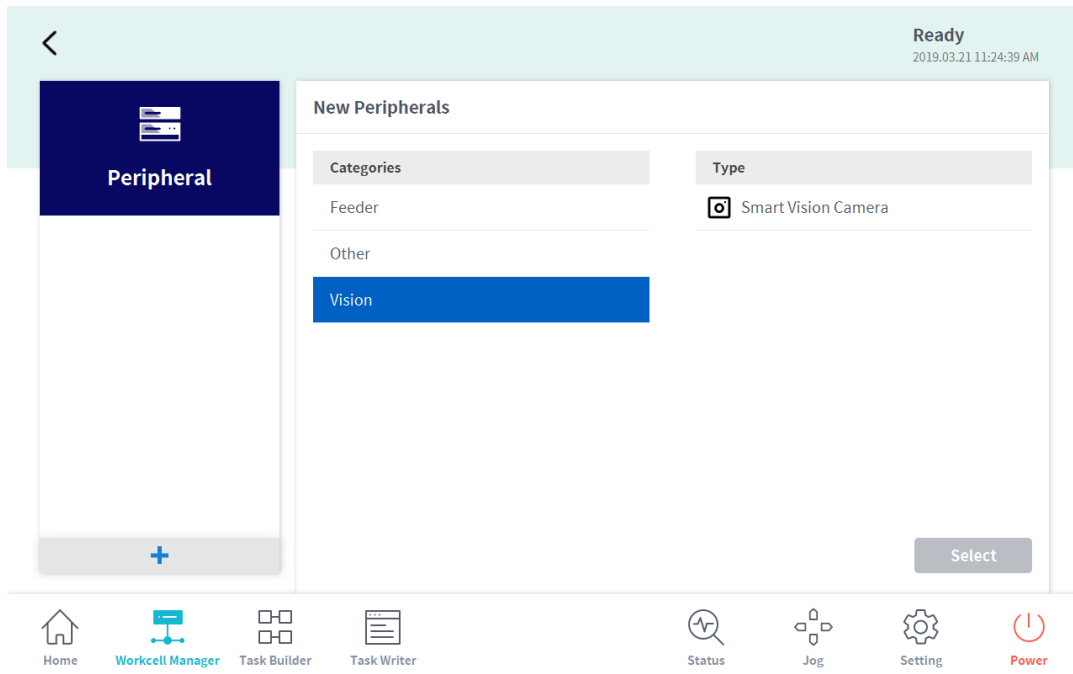 Ready
2019.03.21 11:24:39 AM
Peripheral
New Peripherals
Categories
Type
Feeder
Smart Vision Camera
Other
Vision
Select
Home
Workcell Manager
Task Builder
Task Writer
Status
Jog
Setting
Power